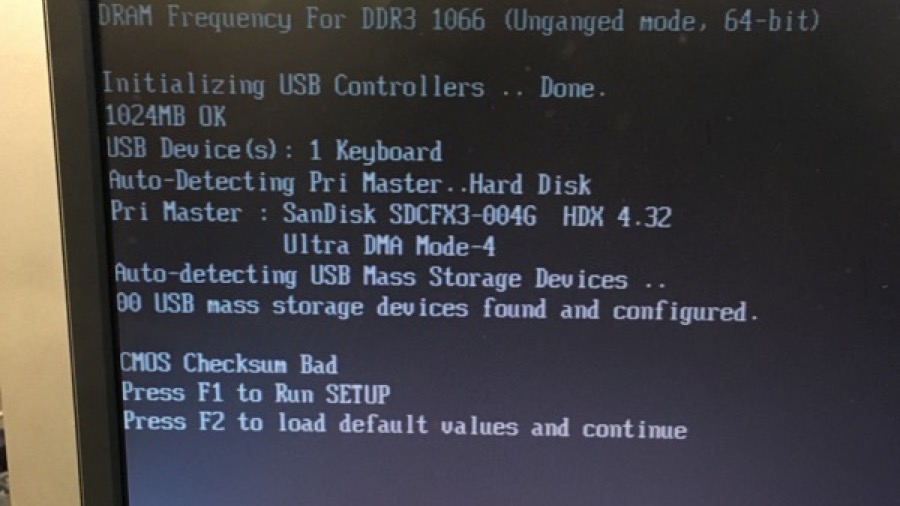 DRAM Frequency For DDR3 1066 (Unganged mode, 64-bit)
Initializing USB Controllers .. Done.
1024MB OK
USB Device(s): 1 Keyboard
Auto-Detecting Pri Master..Hard Disk
Pri Master : SanDisk SDCFX3-004G  HDX 4.32
Ultra DMA Mode-4
Auto-detecting USB Mass Storage Devices ..
00 USB mass storage devices found and configured.
CMOS Checksum Bad
Press F1 to Run SETUP
Press F2 to load default values and continue